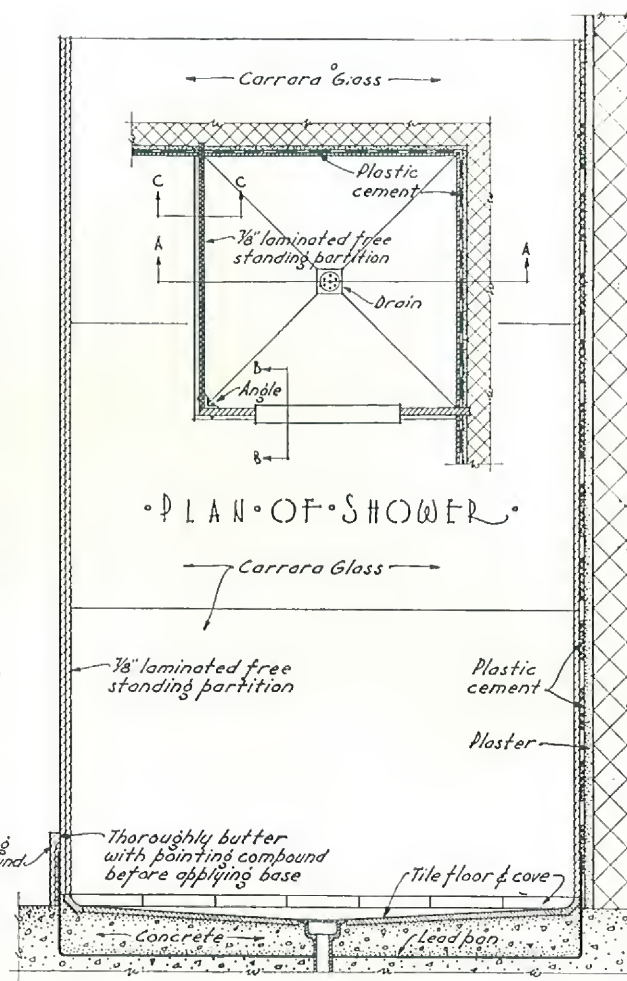 Carrara Glass
Plastic
cement
C C
7/8" laminated free
standing partition
A A
Drain
B
Angle
B
•PLAN•OF•SHOWER•
Carrara Glass
7/8" laminated free
standing partition
Plastic
cement
Plaster
Thoroughly butter
with pointing compound
before applying base
Tile floor & cove
Concrete
Lead pan